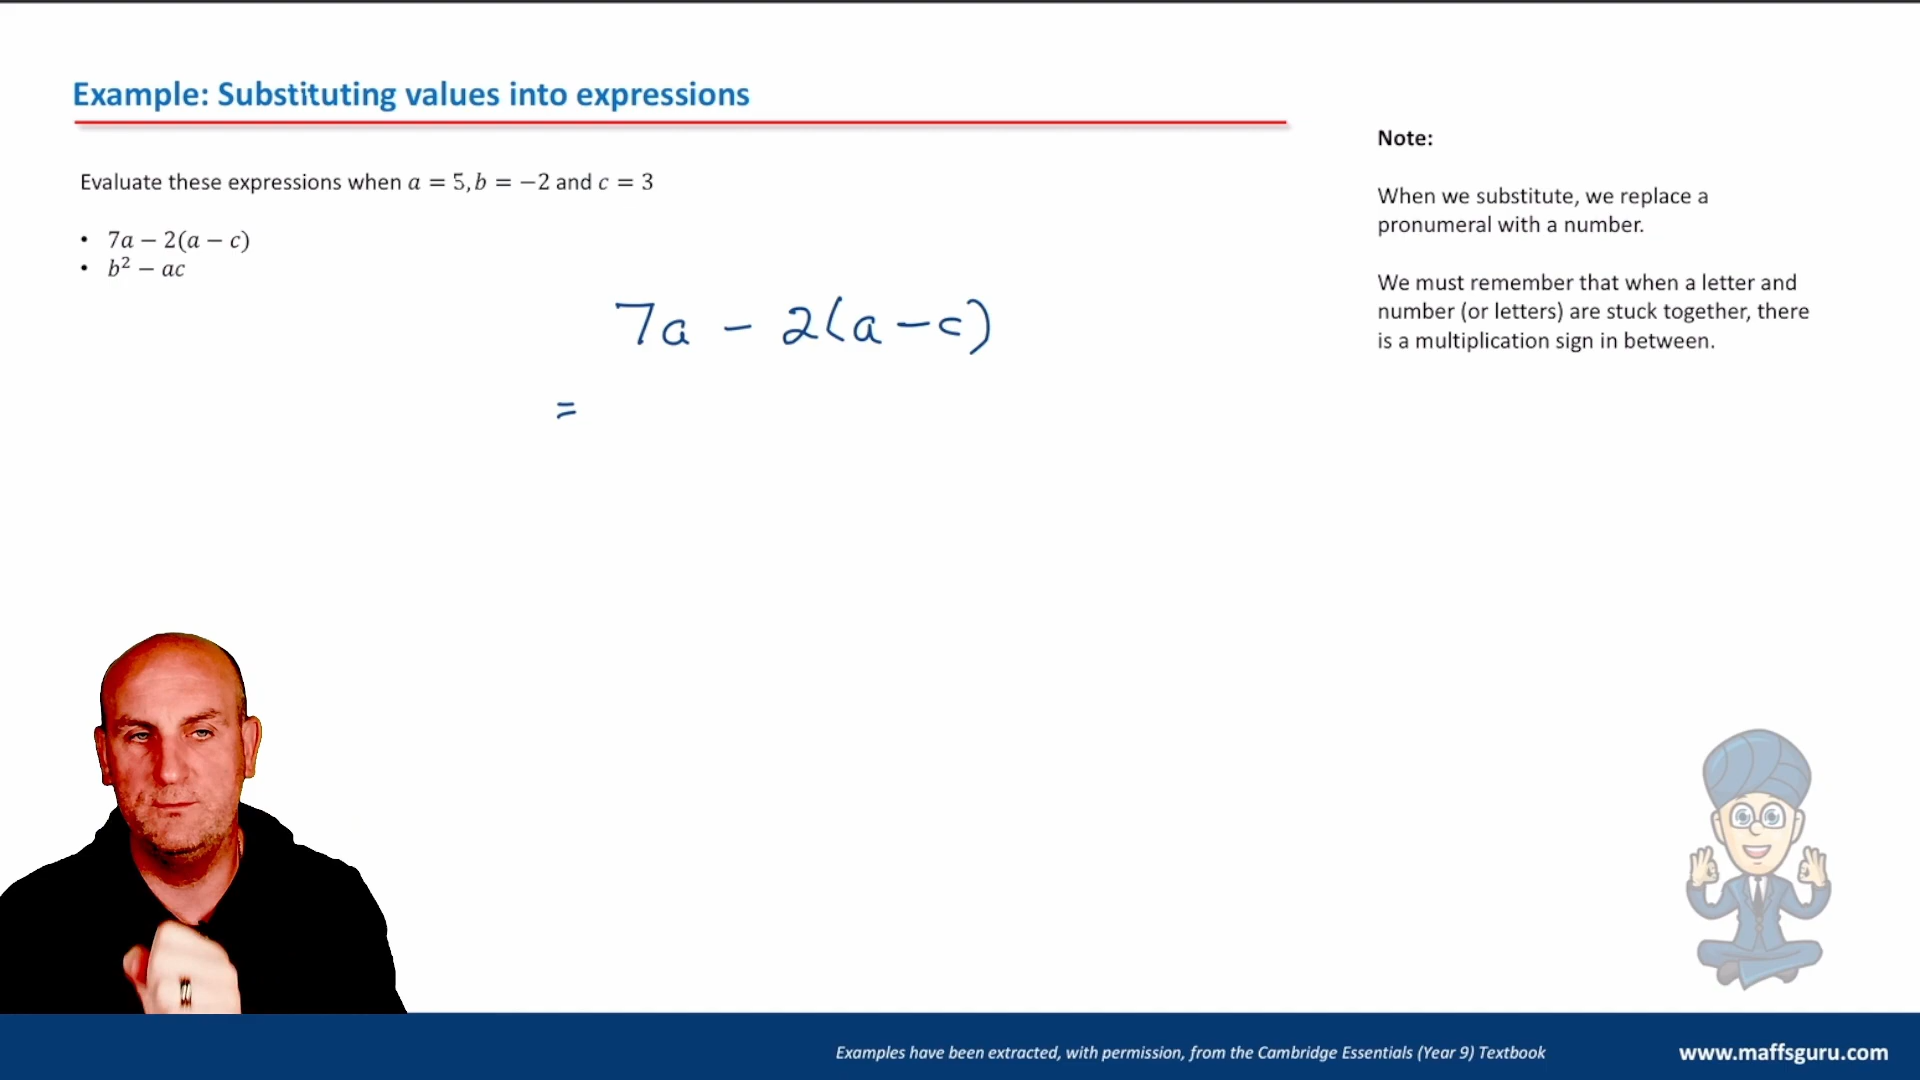 Example: Substituting values into expressions
Evaluate these expressions when a = 5, b = −2 and c = 3
• 7a − 2(a − c)
• b² − ac
7a − 2(a − c)
=
Note:
When we substitute, we replace a
pronumeral with a number.
We must remember that when a letter and
number (or letters) are stuck together, there
is a multiplication sign in between.
Examples have been extracted, with permission, from the Cambridge Essentials (Year 9) Textbook
www.maffsguru.com